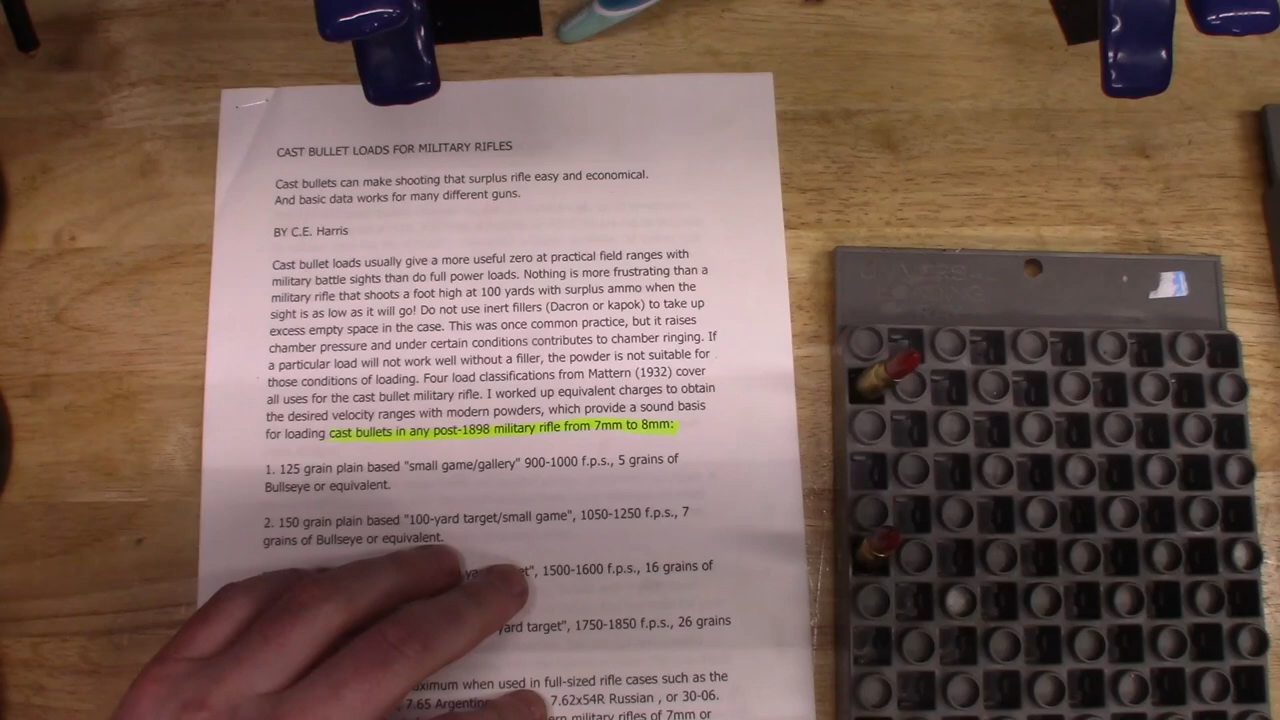 CAST BULLET LOADS FOR MILITARY RIFLES
Cast bullets can make shooting that surplus rifle easy and economical.
And basic data works for many different guns.
BY C.E. Harris
Cast bullet loads usually give a more useful zero at practical field ranges with
military battle sights than do full power loads. Nothing is more frustrating than a
military rifle that shoots a foot high at 100 yards with surplus ammo when the
sight is as low as it will go! Do not use inert fillers (Dacron or kapok) to take up
excess empty space in the case. This was once common practice, but it raises
chamber pressure and under certain conditions contributes to chamber ringing. If
a particular load will not work well without a filler, the powder is not suitable for
those conditions of loading. Four load classifications from Mattern (1932) cover
all uses for the cast bullet military rifle. I worked up equivalent charges to obtain
the desired velocity ranges with modern powders, which provide a sound basis
for loading cast bullets in any post-1898 military rifle from 7mm to 8mm:
1. 125 grain plain based "small game/gallery" 900-1000 f.p.s., 5 grains of
Bullseye or equivalent.
2. 150 grain plain based "100-yard target/small game", 1050-1250 f.p.s., 7
grains of Bullseye or equivalent.
1500-1600 f.p.s., 16 grains of
yard target", 1750-1850 f.p.s., 26 grains
when used in full-sized rifle cases such as the
7.65 Argentine 7.62x54R Russian , or 30-06.
military rifles of 7mm or